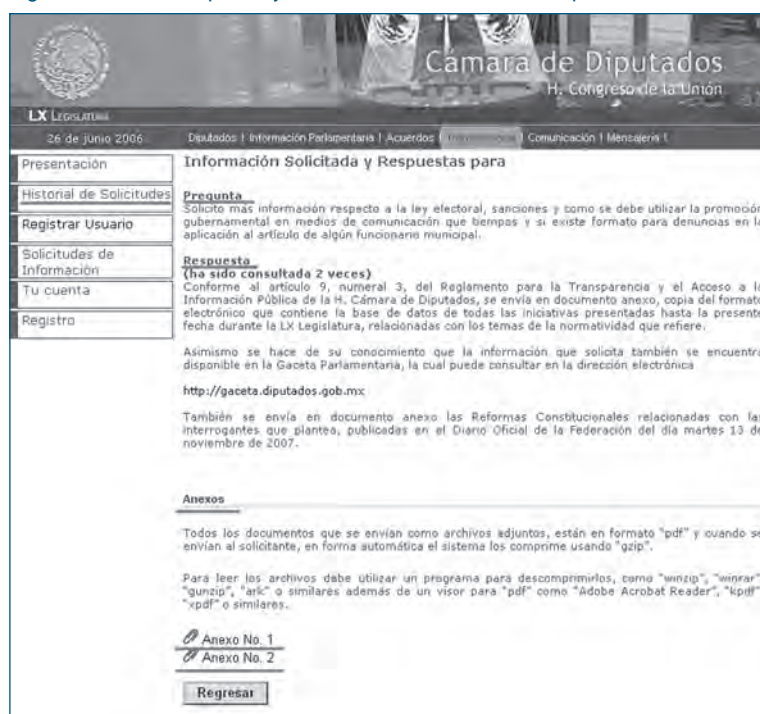 Cámara de Diputados
H. Congreso de la Unión
LX LEGISLATURA
26 de junio 2006
Diputados | Información Parlamentaria | Acuerdos | | Comunicación | Mensajería |
Presentación
Historial de Solicitudes
Registrar Usuario
Solicitudes de
Información
Tu cuenta
Registro
Información Solicitada y Respuestas para
Pregunta
Solicito mas información respecto a la ley electoral, sanciones y como se debe utilizar la promoción
gubernamental en medios de comunicación que tiempos y si existe formato para denuncias en la
aplicación al artículo de algún funcionario municipal.
Respuesta
(ha sido consultada 2 veces)
Conforme al artículo 9, numeral 3, del Reglamento para la Transparencia y el Acceso a la
Información Pública de la H. Cámara de Diputados, se envía en documento anexo, copia del formato
electrónico que contiene la base de datos de todas las iniciativas presentadas hasta la presente
fecha durante la LX Legislatura, relacionadas con los temas de la normatividad que refiere.
Asimismo se hace de su conocimiento que la información que solicita también se encuentra
disponible en la Gaceta Parlamentaria, la cual puede consultar en la dirección electrónica
http://gaceta.diputados.gob.mx
También se envía en documento anexo las Reformas Constitucionales relacionadas con las
interrogantes que plantea, publicadas en el Diario Oficial de la Federación del día martes 13 de
noviembre de 2007.
Anexos
Todos los documentos que se envían como archivos adjuntos, están en formato "pdf" y cuando se
envían al solicitante, en forma automática el sistema los comprime usando "gzip".
Para leer los archivos debe utilizar un programa para descomprimirlos, como "winzip", "winrar"
"gunzip", "ark" o similares además de un visor para "pdf" como "Adobe Acrobat Reader", "kpdf"
"xpdf" o similares.
Anexo No. 1
Anexo No. 2
Regresar